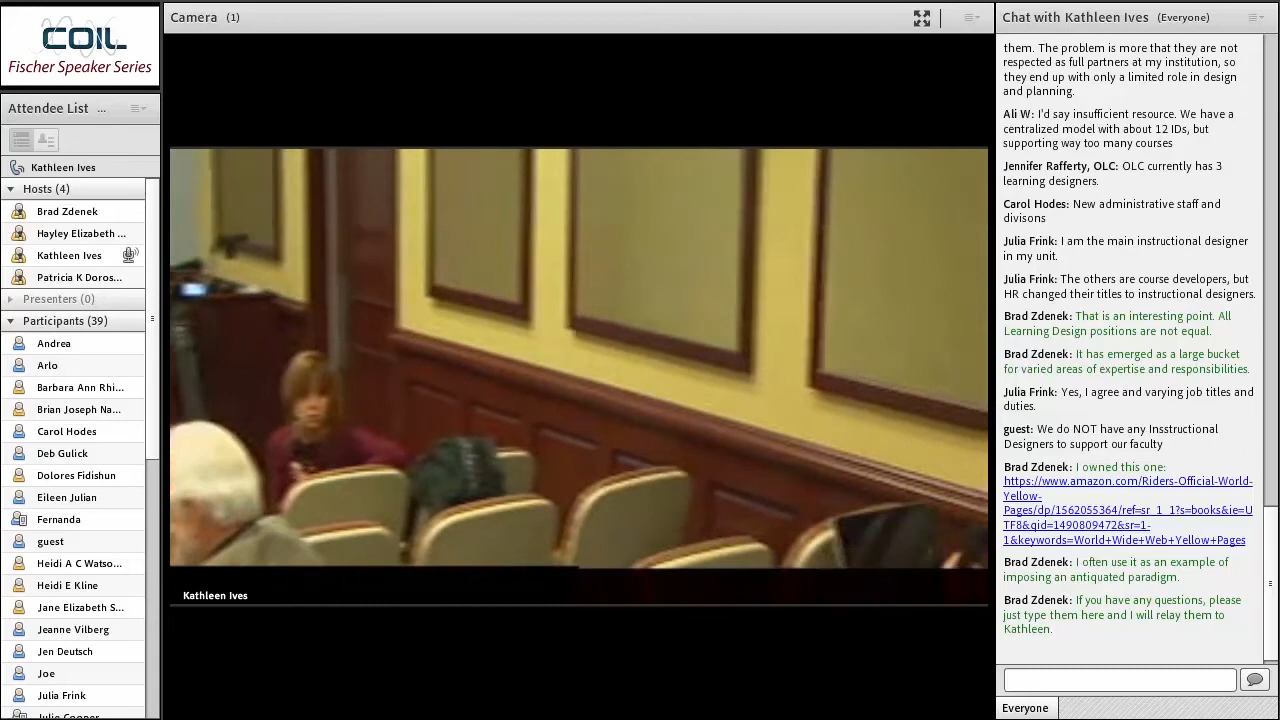 COIL
Fischer Speaker Series
Attendee List ...
Kathleen Ives
Hosts (4)
Brad Zdenek
Hayley Elizabeth ...
Kathleen Ives
Patricia K Doros...
Presenters (0)
Participants (39)
Andrea
Arlo
Barbara Ann Rhi...
Brian Joseph Na...
Carol Hodes
Deb Gulick
Dolores Fidishun
Eileen Julian
Fernanda
guest
Heidi A C Watso...
Heidi E Kline
Jane Elizabeth S...
Jeanne Vilberg
Jen Deutsch
Joe
Julia Frink
Julie Cooper
Camera (1)
Kathleen Ives
Chat with Kathleen Ives (Everyone)
them. The problem is more that they are not
respected as full partners at my institution, so
they end up with only a limited role in design
and planning.
Ali W: I'd say insufficient resource. We have a
centralized model with about 12 IDs, but
supporting way too many courses
Jennifer Rafferty, OLC: OLC currently has 3
learning designers.
Carol Hodes: New administrative staff and
divisons
Julia Frink: I am the main instructional designer
in my unit.
Julia Frink: The others are course developers, but
HR changed their titles to instructional designers.
Brad Zdenek: That is an interesting point. All
Learning Design positions are not equal.
Brad Zdenek: It has emerged as a large bucket
for varied areas of expertise and responsibilities.
Julia Frink: Yes, I agree and varying job titles and
duties.
guest: We do NOT have any Insstructional
Designers to support our faculty
Brad Zdenek: I owned this one:
https://www.amazon.com/Riders-Official-World-
Yellow-
Pages/dp/1562055364/ref=sr_1_1?s=books&ie=U
TF8&qid=1490809472&sr=1-
1&keywords=World+Wide+Web+Yellow+Pages
Brad Zdenek: I often use it as an example of
imposing an antiquated paradigm.
Brad Zdenek: If you have any questions, please
just type them here and I will relay them to
Kathleen.
Everyone